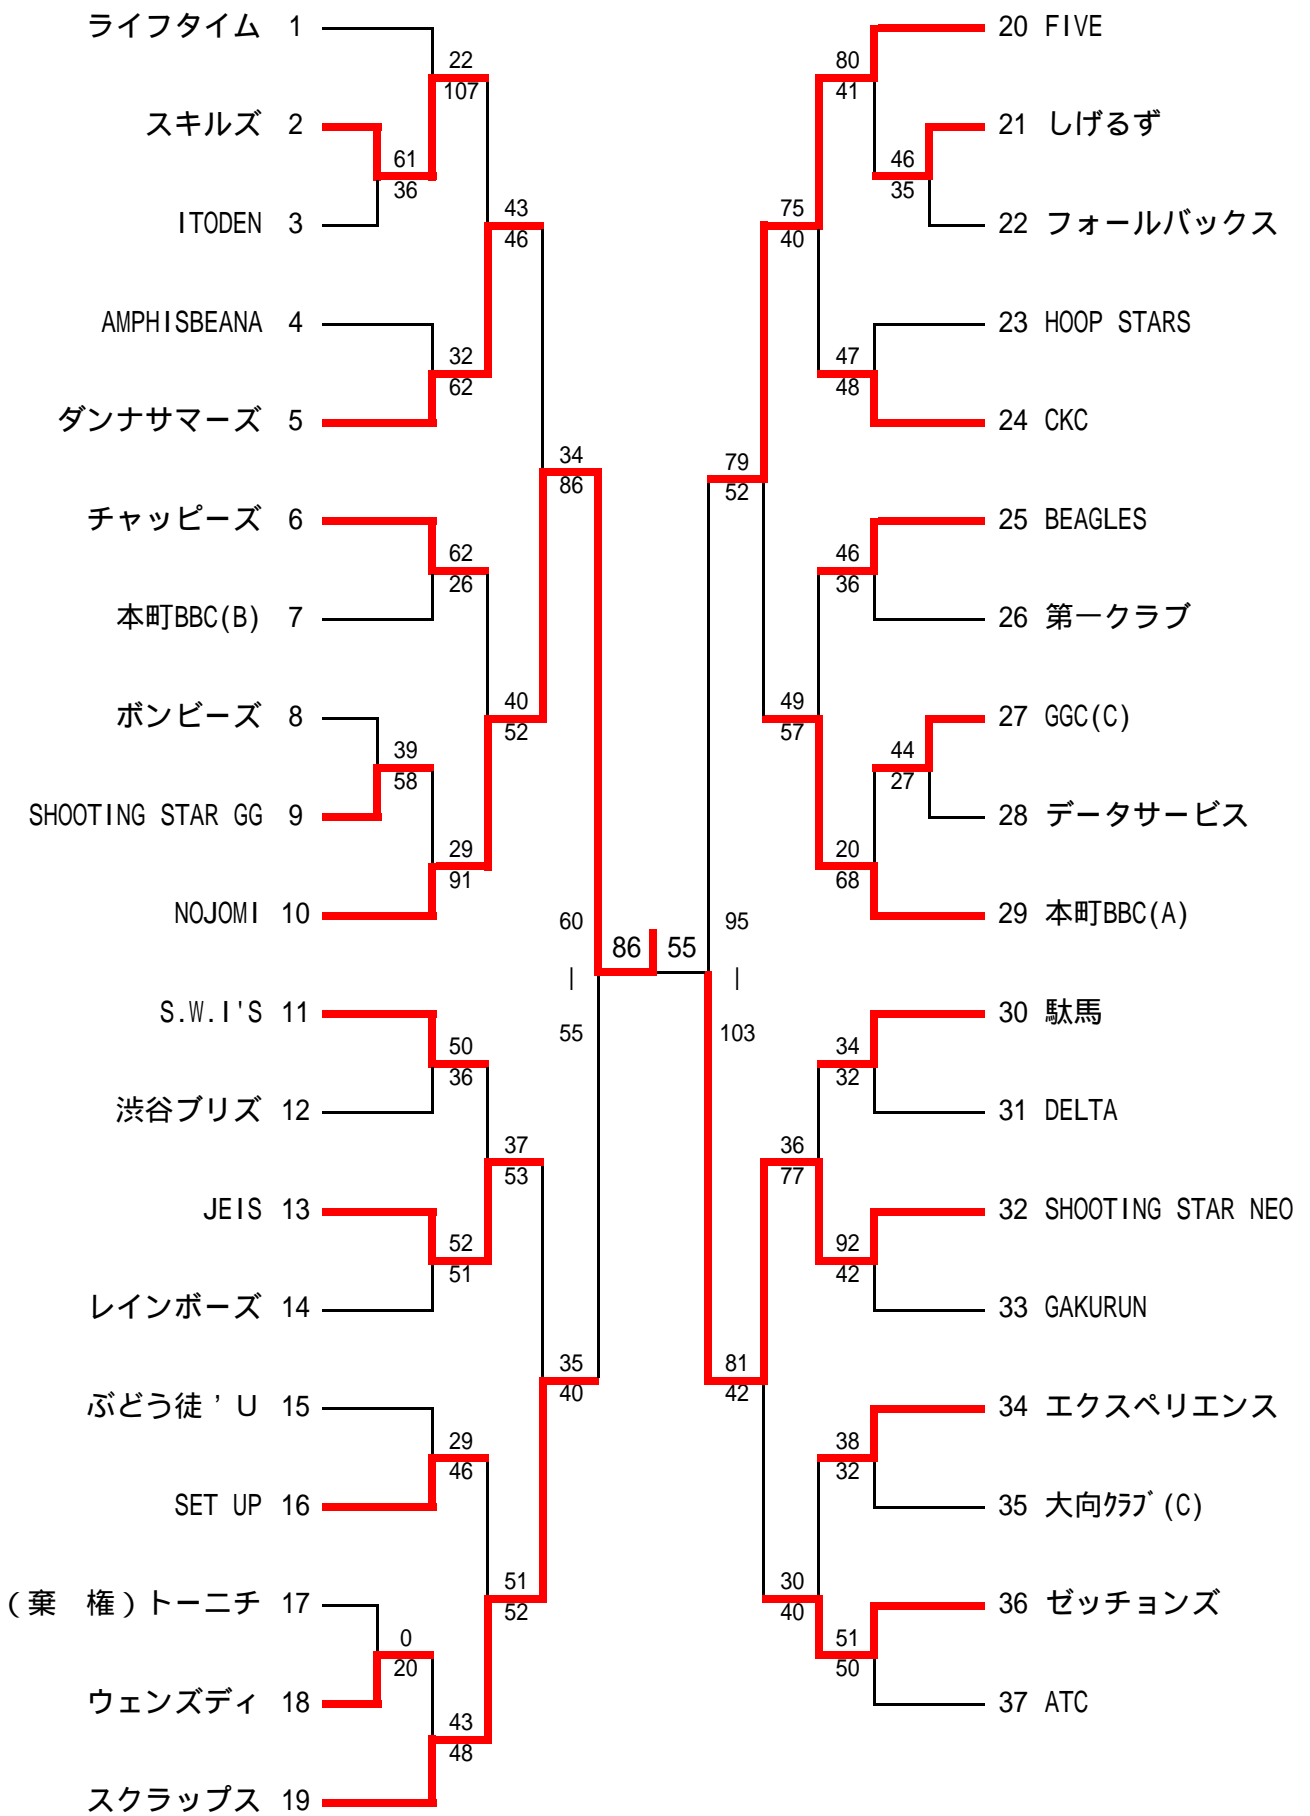 ライフタイム 1
22
107
スキルズ 2
61
36
ITODEN 3
43
46
AMPHISBEANA 4
32
62
ダンナサマーズ 5
34
86
チャッピーズ 6
62
26
本町BBC(B) 7
ボンビーズ 8
40
52
39
58
SHOOTING STAR GG 9
29
91
NOJOMI 10
60
|
55
86 55
95
|
103
S.W.I'S 11
50
36
渋谷ブリズ 12
37
53
JEIS 13
52
51
レインボーズ 14
35
40
ぶどう徒'U 15
29
46
SET UP 16
51
52
(棄 権)トーニチ 17
0
20
ウェンズディ 18
43
48
スクラップス 19
20 FIVE
80
41
21 しげるず
46
35
22 フォールバックス
75
40
23 HOOP STARS
47
48
24 CKC
79
52
25 BEAGLES
46
36
26 第一クラブ
49
57
27 GGC(C)
44
27
28 データサービス
20
68
29 本町BBC(A)
30 駄馬
34
32
31 DELTA
36
77
32 SHOOTING STAR NEO
92
42
33 GAKURUN
81
42
34 エクスペリエンス
38
32
35 大向ｸﾗﾌﾞ(C)
30
40
36 ゼッチョンズ
51
50
37 ATC